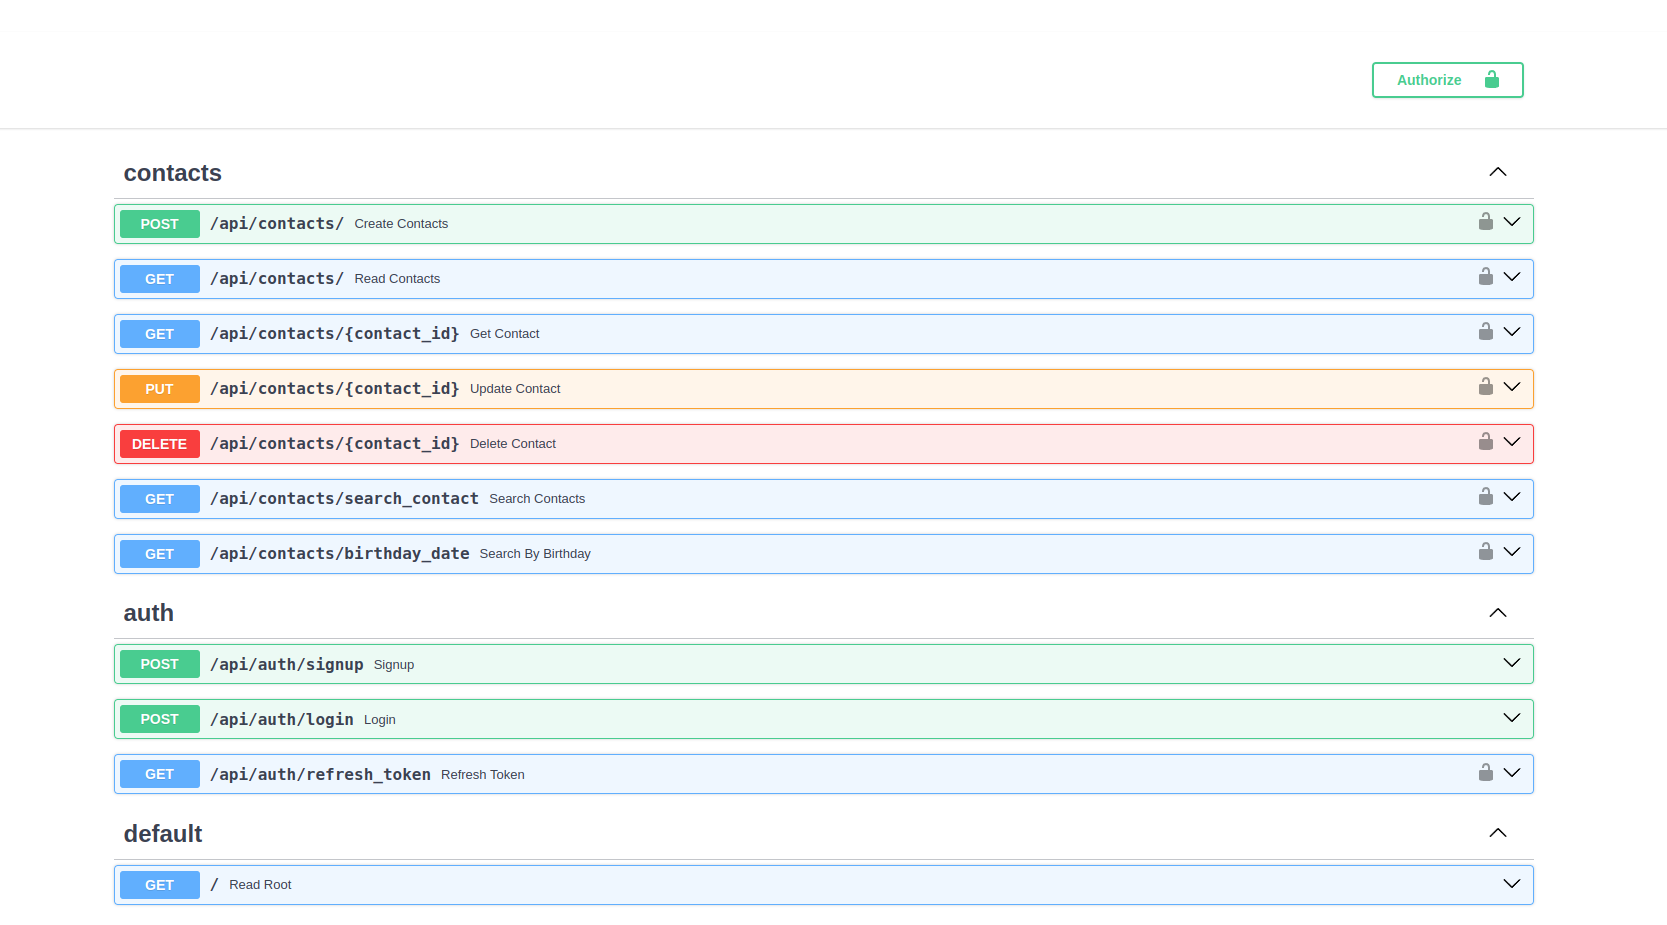 Authorize
contacts
POST /api/contacts/ Create Contacts
GET /api/contacts/ Read Contacts
GET /api/contacts/{contact_id} Get Contact
PUT /api/contacts/{contact_id} Update Contact
DELETE /api/contacts/{contact_id} Delete Contact
GET /api/contacts/search_contact Search Contacts
GET /api/contacts/birthday_date Search By Birthday
auth
POST /api/auth/signup Signup
POST /api/auth/login Login
GET /api/auth/refresh_token Refresh Token
default
GET / Read Root